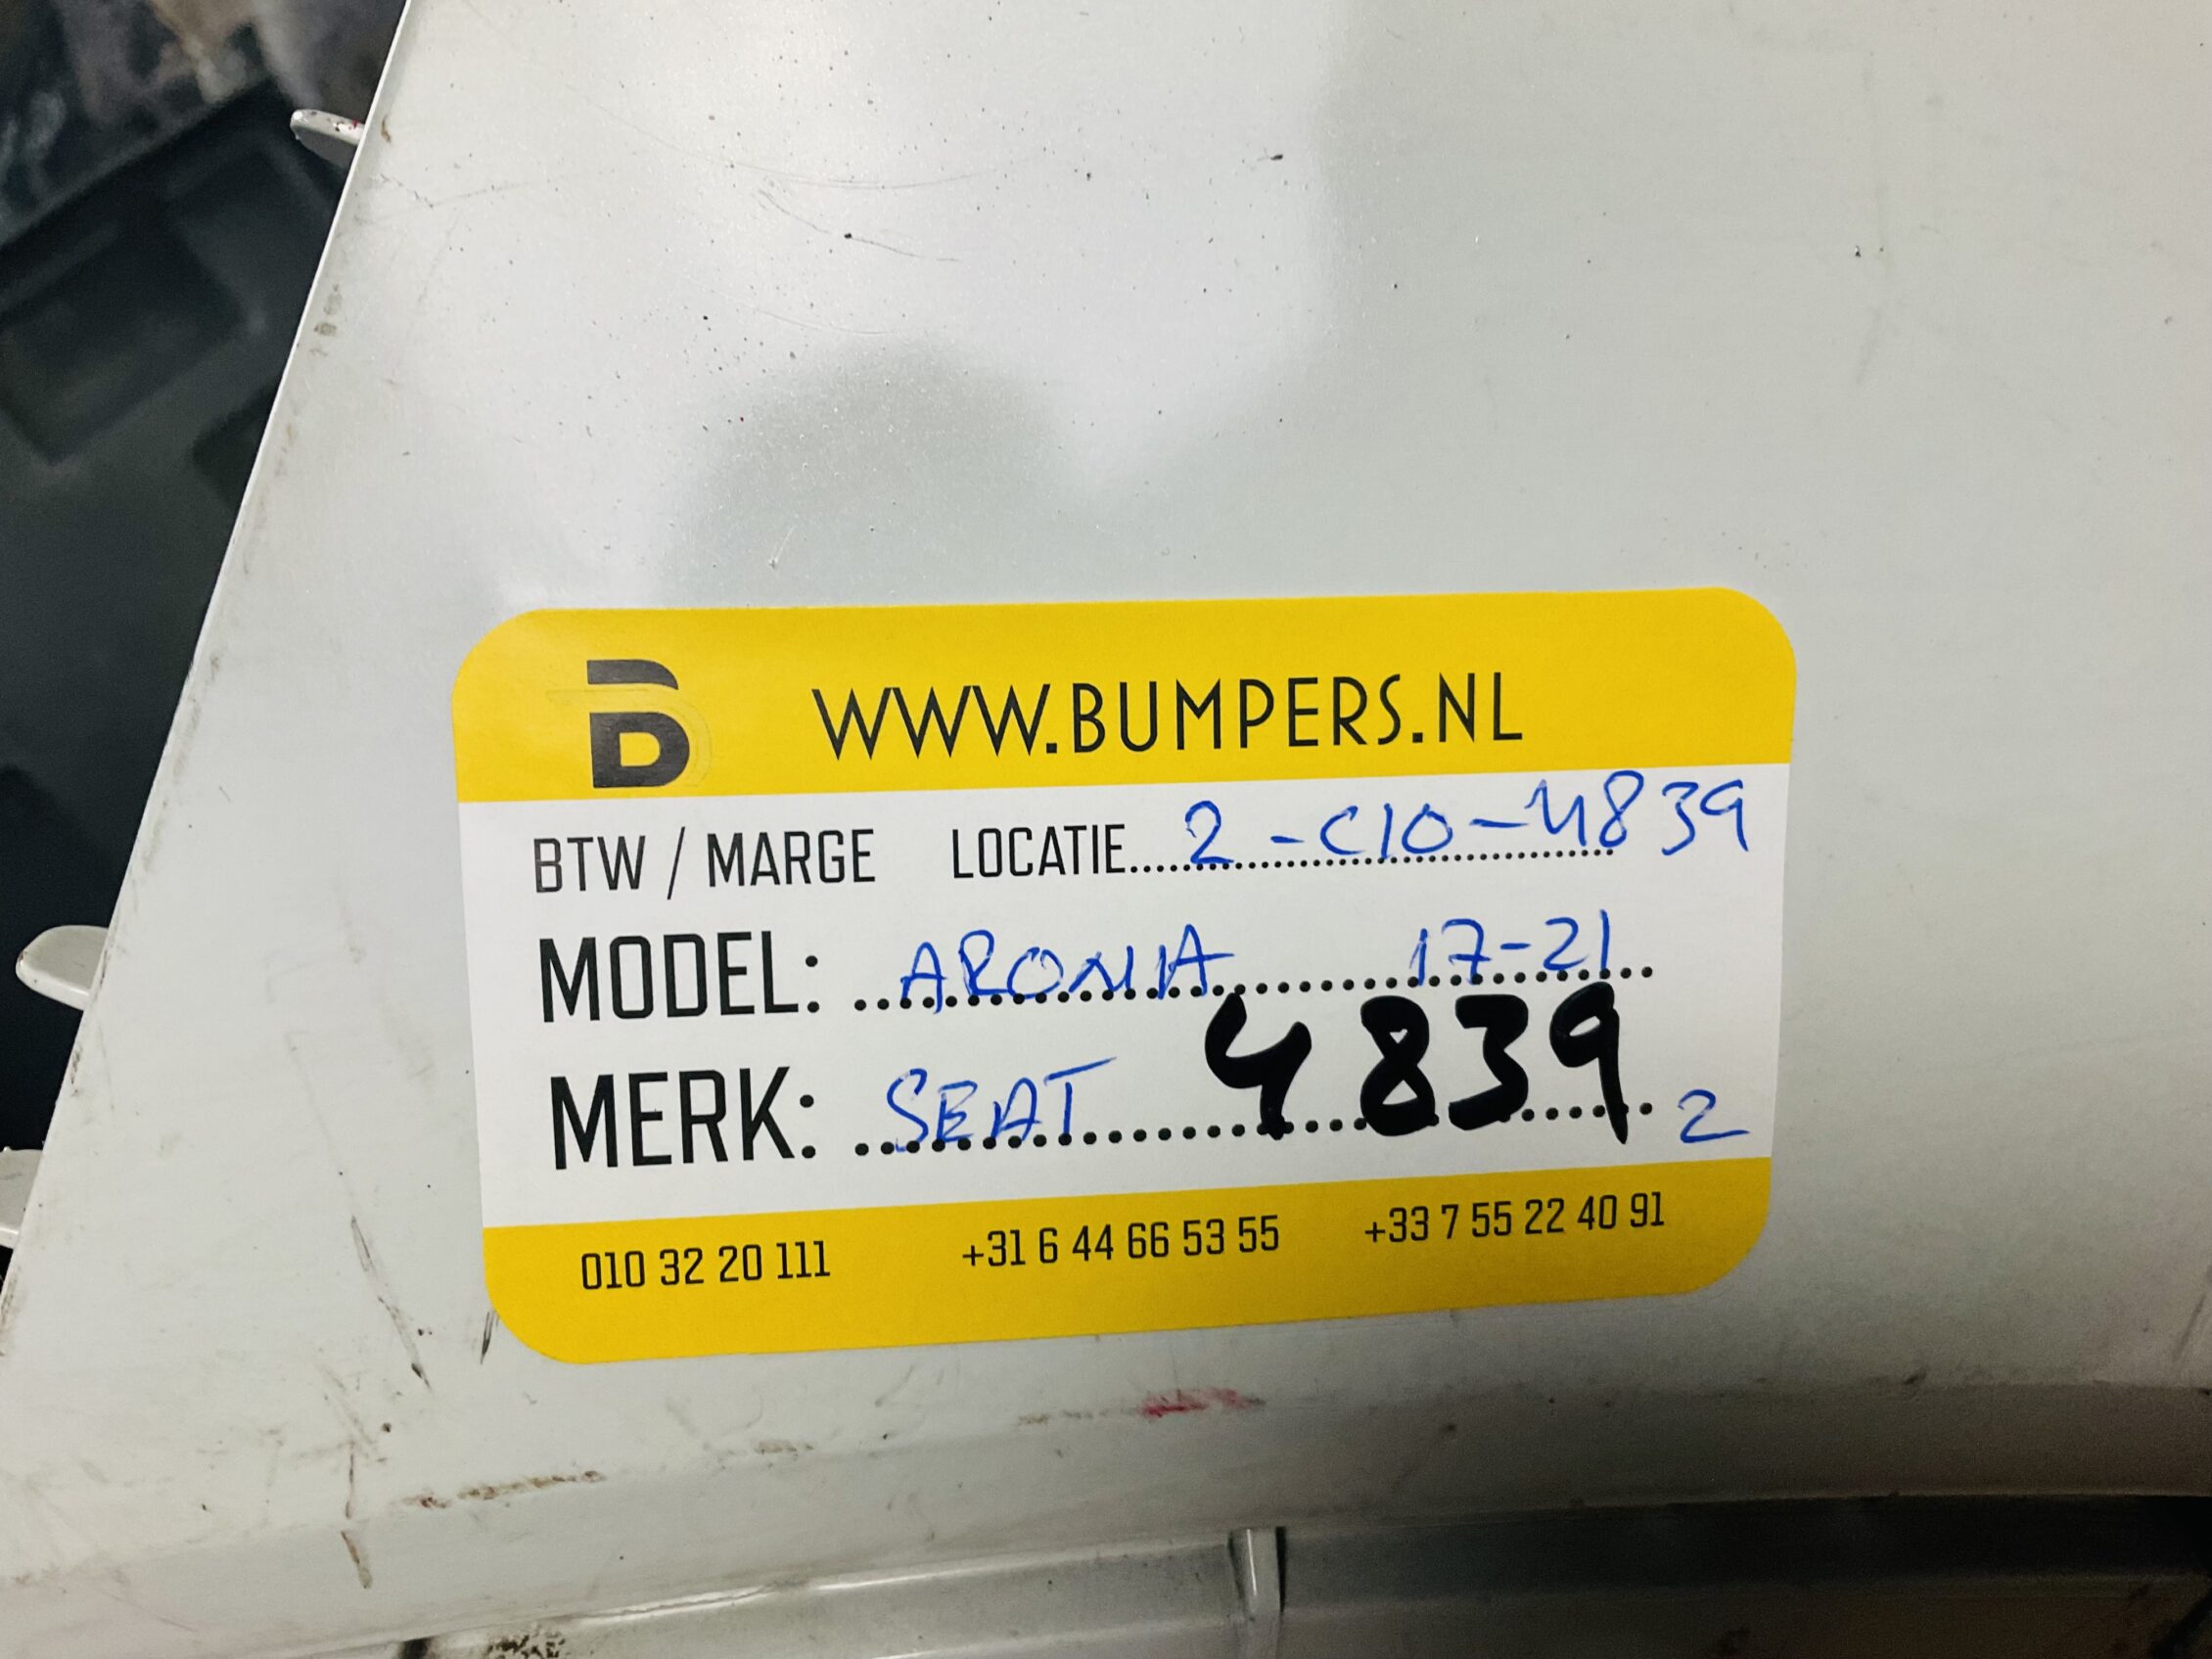 B WWW.BUMPERS.NL
BTW / MARGE LOCATIE 2-C10-4839
MODEL: ARONIA 17-21
4839
MERK: SEAT 2
010 32 20 111 +31 6 44 66 53 55 +33 7 55 22 40 91